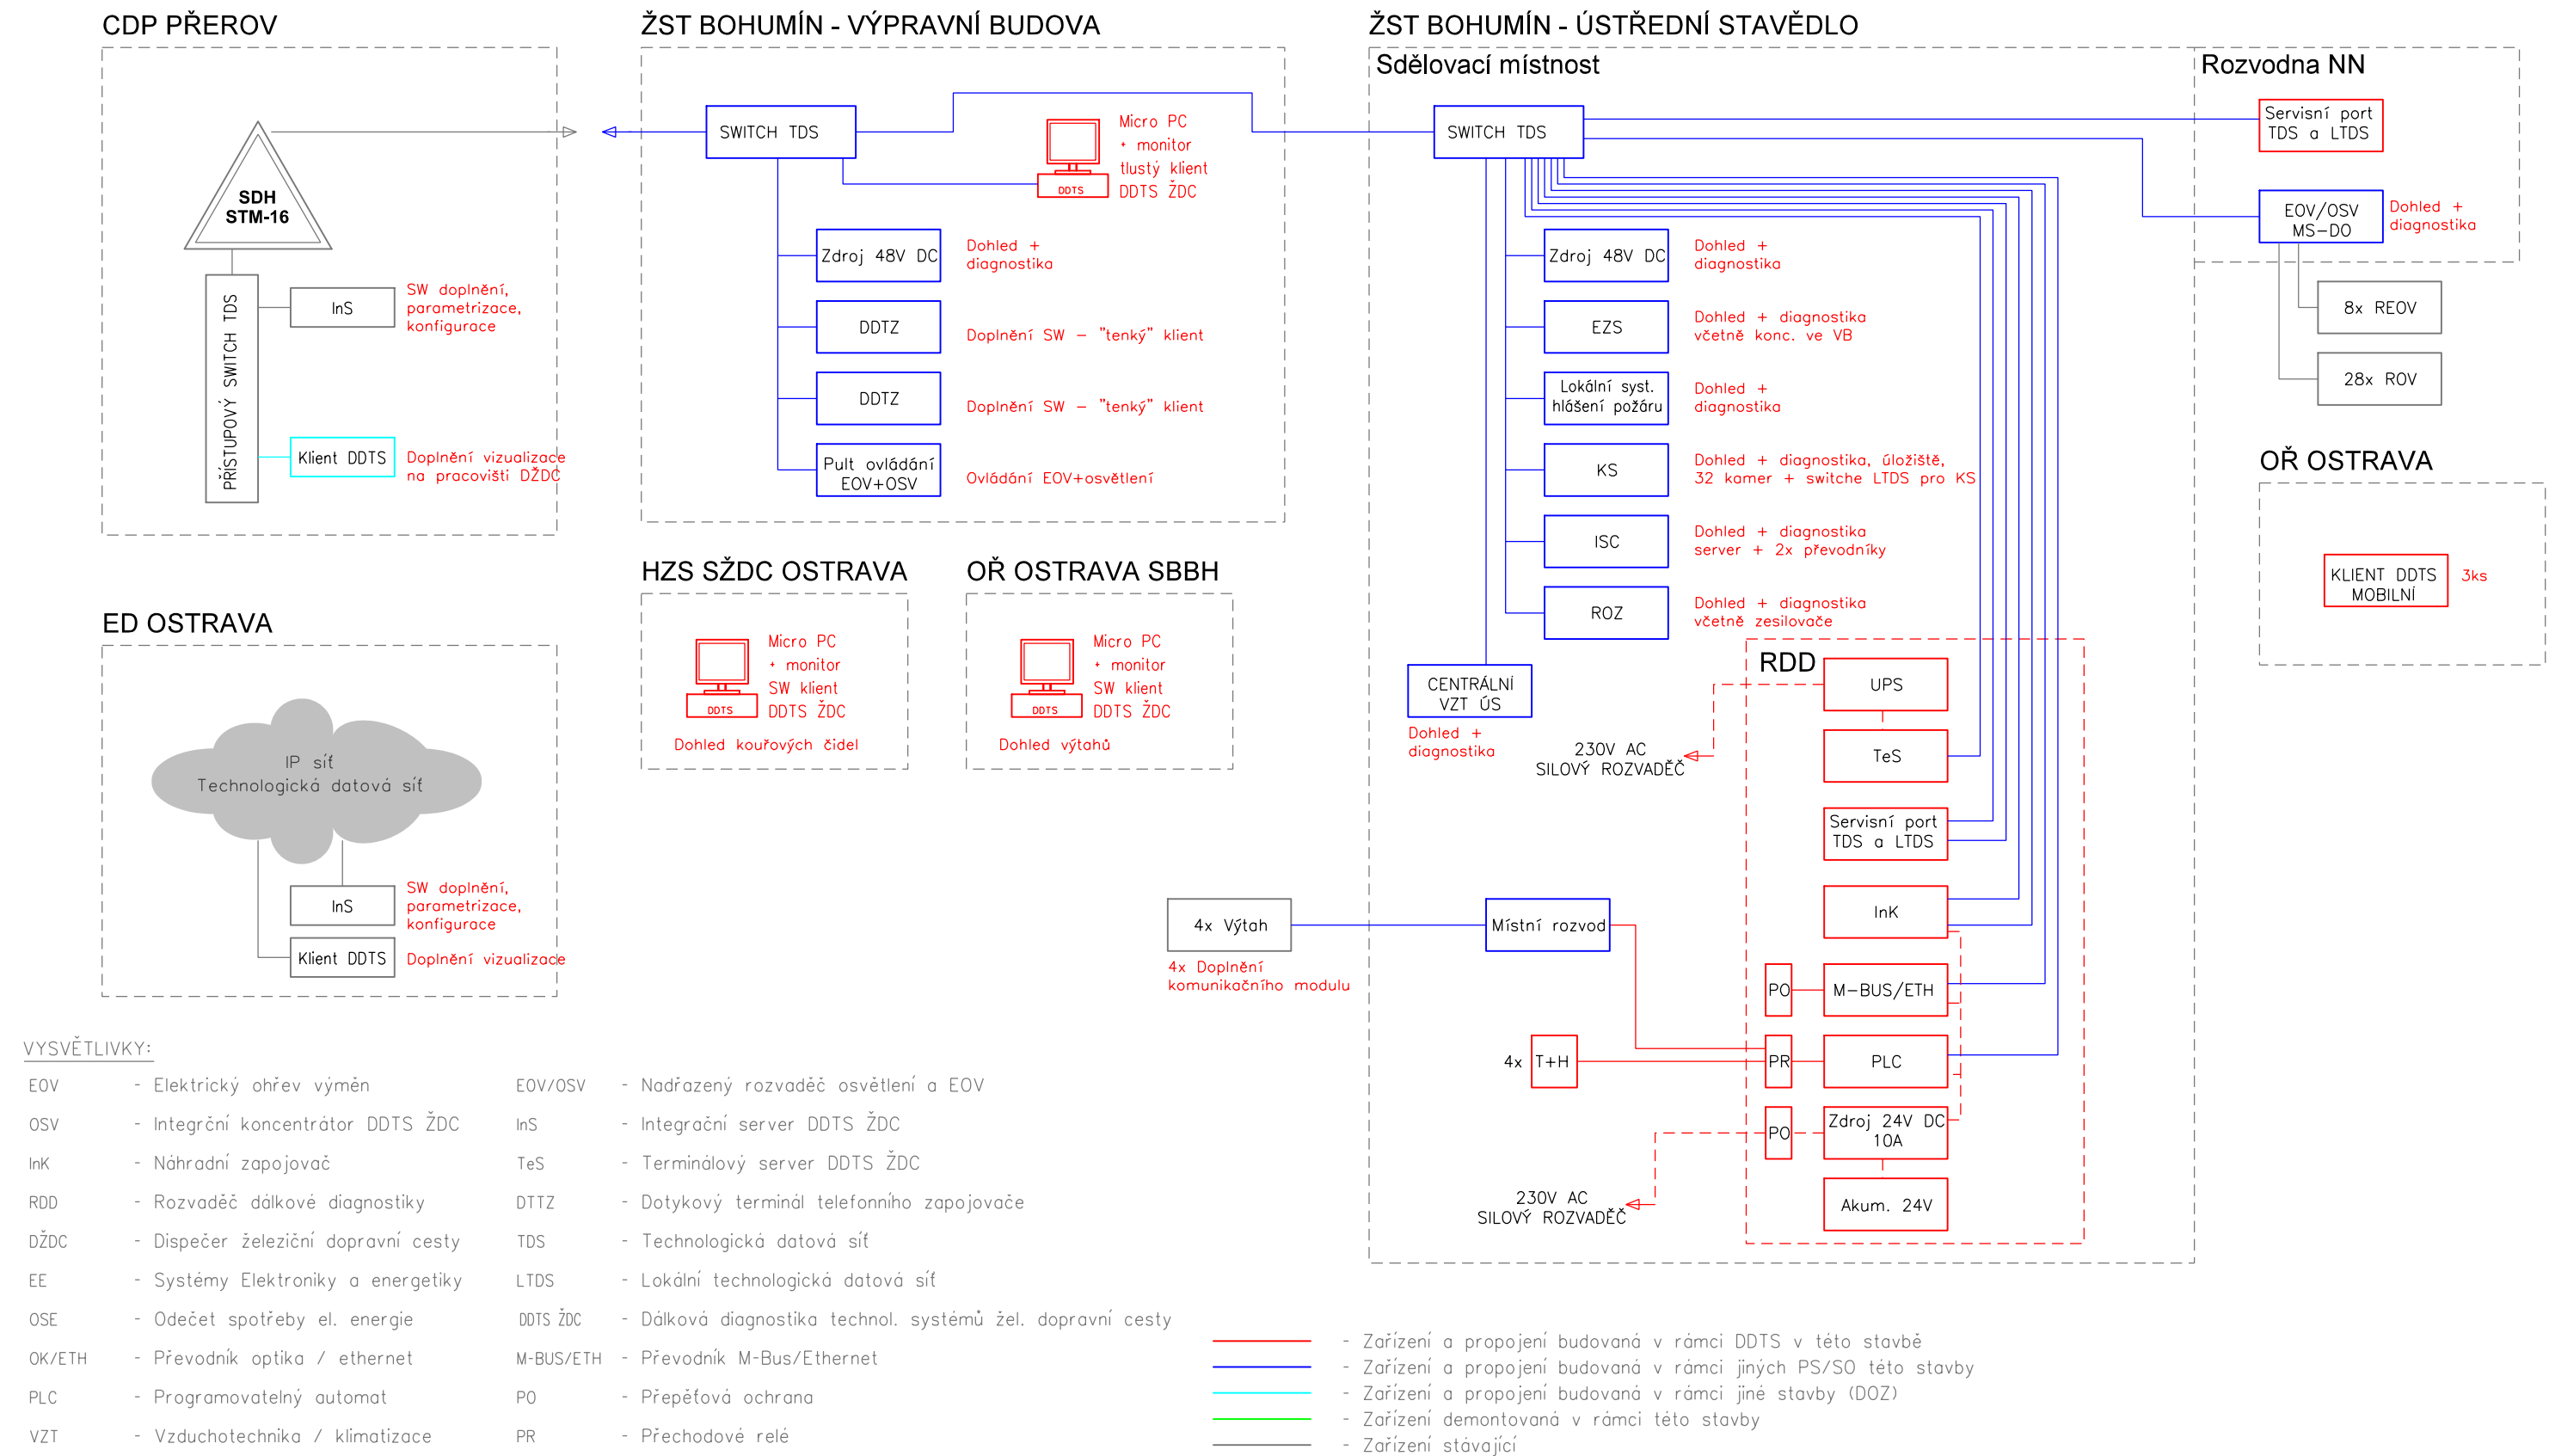 CDP PŘEROV
SDH
STM-16
PŘÍSTUPOVÝ SWITCH TDS
InS
SW doplnění,
parametrizace,
konfigurace
Klient DDTS
Doplnění vizualizace
na pracovišti DŽDC
ŽST BOHUMÍN - VÝPRAVNÍ BUDOVA
SWITCH TDS
DDTS
Micro PC
+ monitor
tlustý klient
DDTS ŽDC
Zdroj 48V DC
Dohled +
diagnostika
DDTZ
Doplnění SW – "tenký" klient
DDTZ
Doplnění SW – "tenký" klient
Pult ovládání
EOV+OSV
Ovládání EOV+osvětlení
ŽST BOHUMÍN - ÚSTŘEDNÍ STAVĚDLO
Sdělovací místnost
SWITCH TDS
Zdroj 48V DC
Dohled +
diagnostika
EZS
Dohled + diagnostika
včetně konc. ve VB
Lokální syst.
hlášení požáru
Dohled +
diagnostika
KS
Dohled + diagnostika, úložiště,
32 kamer + switche LTDS pro KS
ISC
Dohled + diagnostika
server + 2x převodníky
ROZ
Dohled + diagnostika
včetně zesilovače
CENTRÁLNÍ
VZT ÚS
Dohled +
diagnostika
Rozvodna NN
Servisní port
TDS a LTDS
EOV/OSV
MS–DO
Dohled +
diagnostika
8x REOV
28x ROV
OŘ OSTRAVA
KLIENT DDTS
MOBILNÍ
3ks
ED OSTRAVA
IP síť
Technologická datová síť
InS
SW doplnění,
parametrizace,
konfigurace
Klient DDTS
Doplnění vizualizace
HZS SŽDC OSTRAVA
DDTS
Micro PC
+ monitor
SW klient
DDTS ŽDC
Dohled kouřových čidel
OŘ OSTRAVA SBBH
DDTS
Micro PC
+ monitor
SW klient
DDTS ŽDC
Dohled výtahů
RDD
UPS
230V AC
SILOVÝ ROZVADĚČ
TeS
Servisní port
TDS a LTDS
InK
4x Výtah
4x Doplnění
komunikačního modulu
Místní rozvod
PO
M–BUS/ETH
4x
T+H
PR
PLC
PO
Zdroj 24V DC
10A
230V AC
SILOVÝ ROZVADĚČ
Akum. 24V
VYSVĚTLIVKY:
EOV - Elektrický ohřev výměn
OSV - Integrční koncentrátor DDTS ŽDC
InK - Náhradní zapojovač
RDD - Rozvaděč dálkové diagnostiky
DŽDC - Dispečer železiční dopravní cesty
EE - Systémy Elektroniky a energetiky
OSE - Odečet spotřeby el. energie
OK/ETH - Převodník optika / ethernet
PLC - Programovatelný automat
VZT - Vzduchotechnika / klimatizace
EOV/OSV - Nadřazený rozvaděč osvětlení a EOV
InS - Integrační server DDTS ŽDC
TeS - Terminálový server DDTS ŽDC
DTTZ - Dotykový terminál telefonního zapojovače
TDS - Technologická datová síť
LTDS - Lokální technologická datová síť
DDTS ŽDC - Dálková diagnostika technol. systémů žel. dopravní cesty
M-BUS/ETH - Převodník M-Bus/Ethernet
PO - Přepěťová ochrana
PR - Přechodové relé
- Zařízení a propojení budovaná v rámci DDTS v této stavbě
- Zařízení a propojení budovaná v rámci jiných PS/SO této stavby
- Zařízení a propojení budovaná v rámci jiné stavby (DOZ)
- Zařízení demontovaná v rámci této stavby
- Zařízení stávající